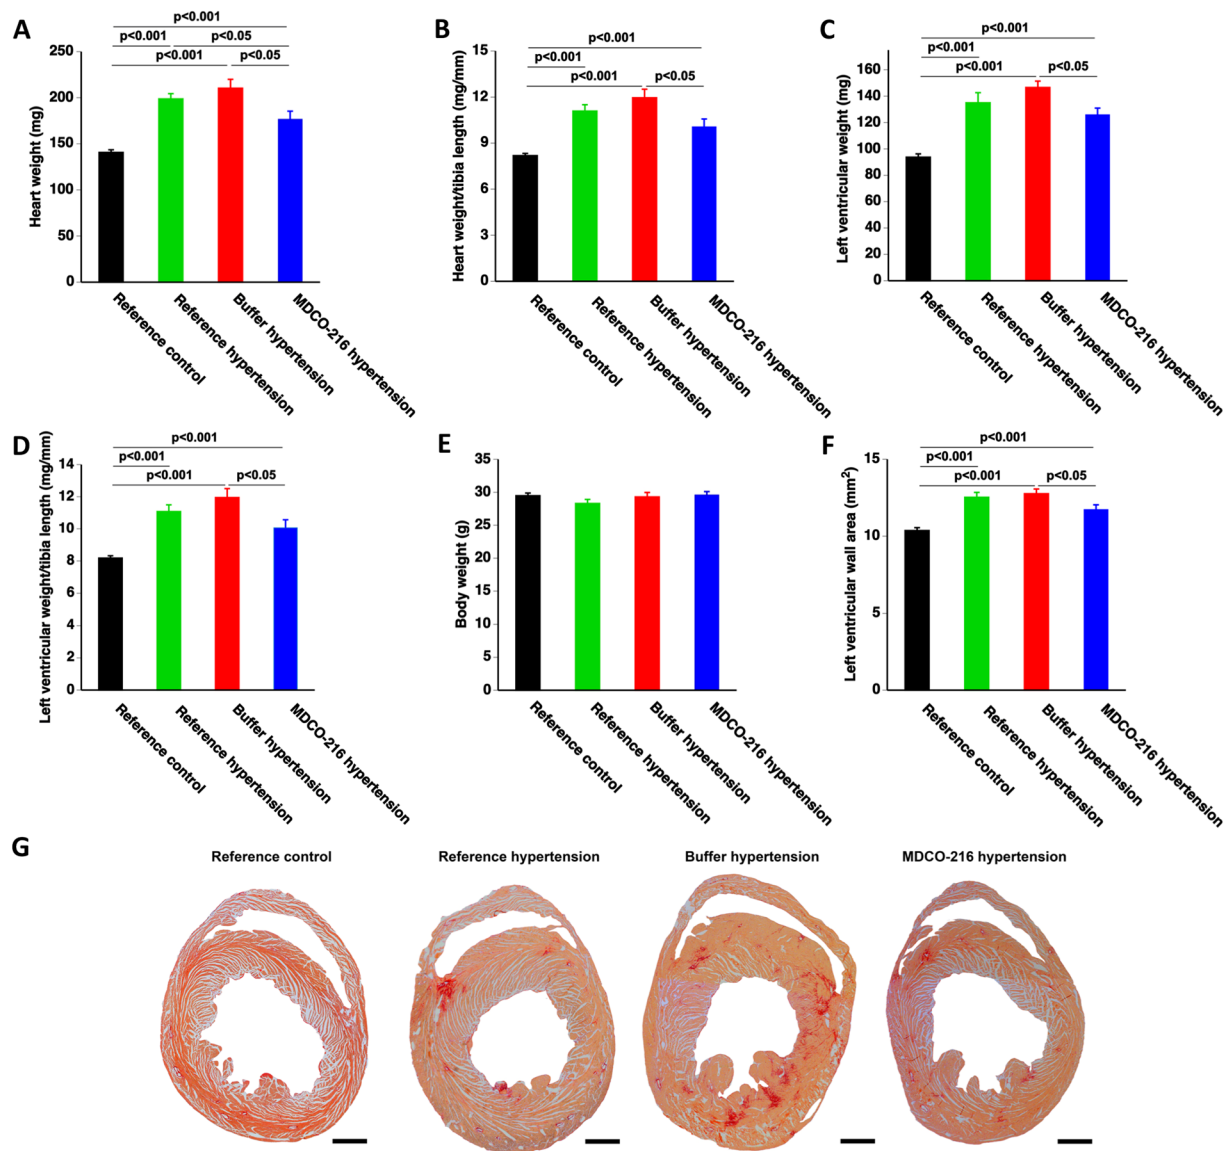 A
p<0.001
p<0.001
p<0.05
p<0.001
p<0.05
Heart weight (mg)
250
200
150
100
50
0
Reference control
Reference hypertension
Buffer hypertension
MDCO-216 hypertension
B
p<0.001
p<0.001
p<0.001
p<0.05
Heart weight/tibia length (mg/mm)
15
12
9
6
3
0
Reference control
Reference hypertension
Buffer hypertension
MDCO-216 hypertension
C
p<0.001
p<0.001
p<0.001
p<0.05
Left ventricular weight (mg)
160
140
120
100
80
60
40
20
0
Reference control
Reference hypertension
Buffer hypertension
MDCO-216 hypertension
D
p<0.001
p<0.001
p<0.001
p<0.05
Left ventricular weight/tibia length (mg/mm)
14
12
10
8
6
4
2
0
Reference control
Reference hypertension
Buffer hypertension
MDCO-216 hypertension
E
Body weight (g)
35
30
25
20
15
10
5
0
Reference control
Reference hypertension
Buffer hypertension
MDCO-216 hypertension
F
p<0.001
p<0.001
p<0.001
p<0.05
Left ventricular wall area (mm²)
15
10
5
0
Reference control
Reference hypertension
Buffer hypertension
MDCO-216 hypertension
G
Reference control
Reference hypertension
Buffer hypertension
MDCO-216 hypertension